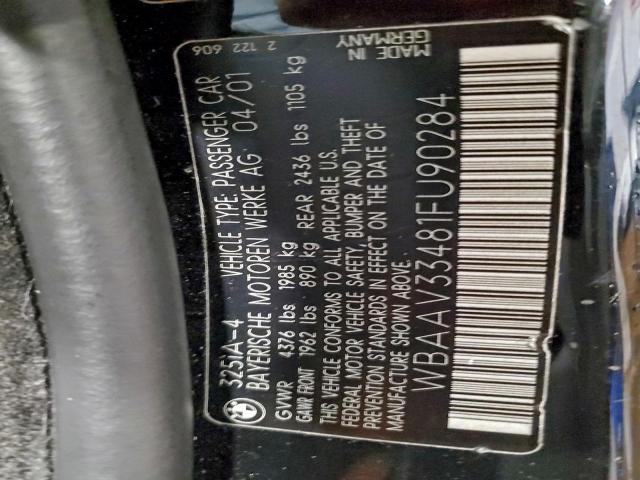 325iA-4 VEHICLE TYPE: PASSENGER CAR
BAYERISCHE MOTOREN WERKE AG 04/01
GVWR 4376 lbs 1985 kg
GAWR FRONT 1962 lbs 890 kg REAR 2436 lbs 1105 kg
THIS VEHICLE CONFORMS TO ALL APPLICABLE U.S.
FEDERAL MOTOR VEHICLE SAFETY, BUMPER AND THEFT
PREVENTION STANDARDS IN EFFECT ON THE DATE OF
MANUFACTURE SHOWN ABOVE.
WBAAV33481FU90284
2 122 606
MADE IN
GERMANY